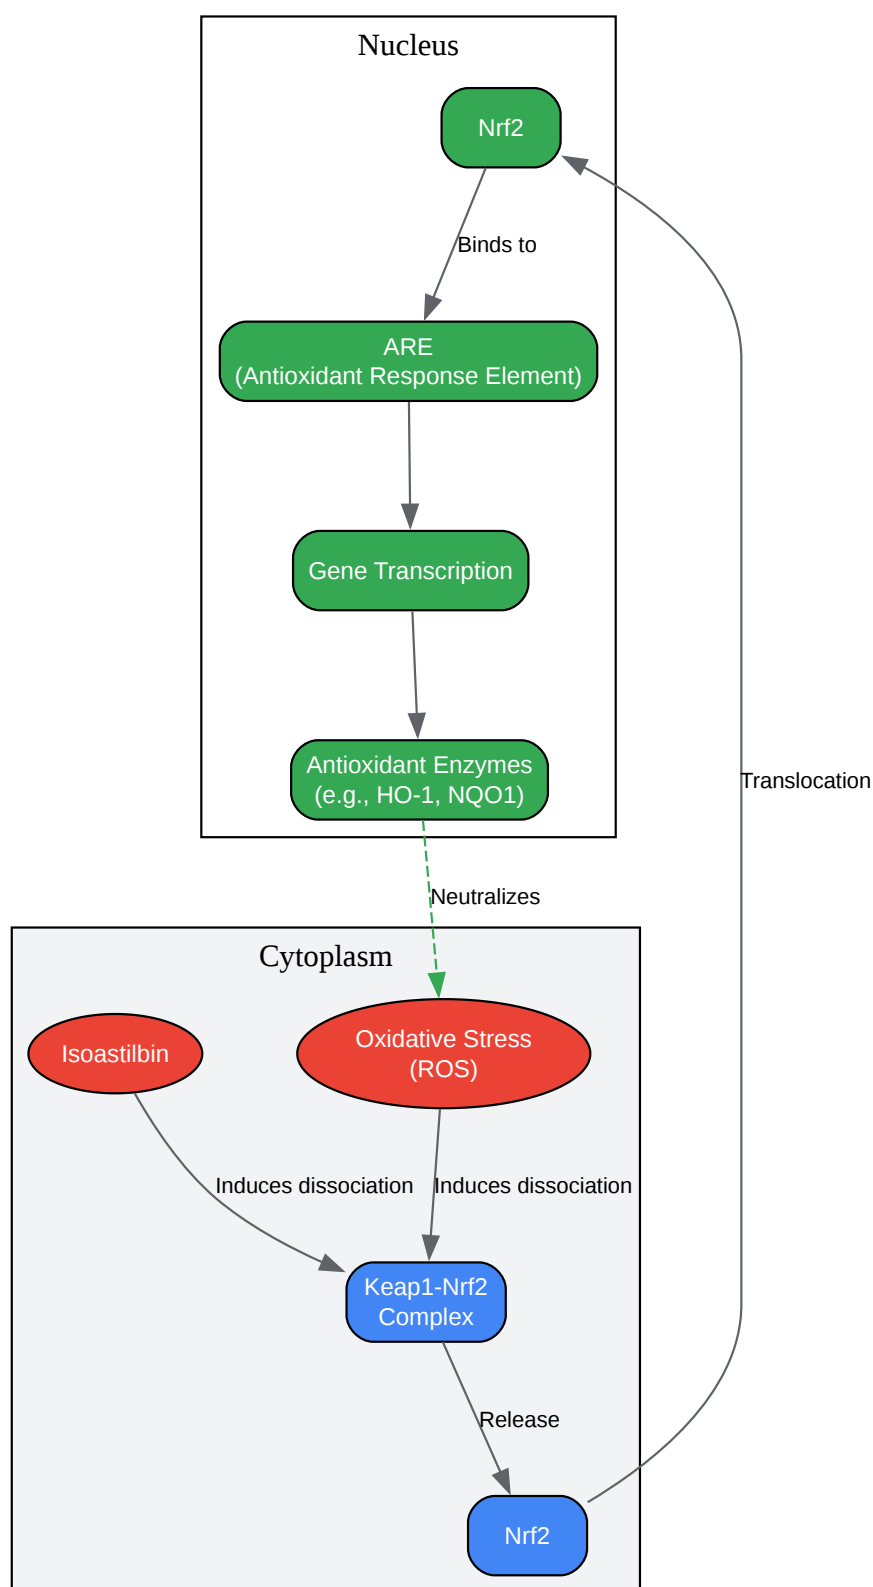 Nucleus
Nrf2
Binds to
ARE
(Antioxidant Response Element)
Gene Transcription
Translocation
Antioxidant Enzymes
(e.g., HO-1, NQO1)
Neutralizes
Cytoplasm
Isoastilbin
Oxidative Stress
(ROS)
Induces dissociation
Induces dissociation
Keap1-Nrf2
Complex
Release
Nrf2